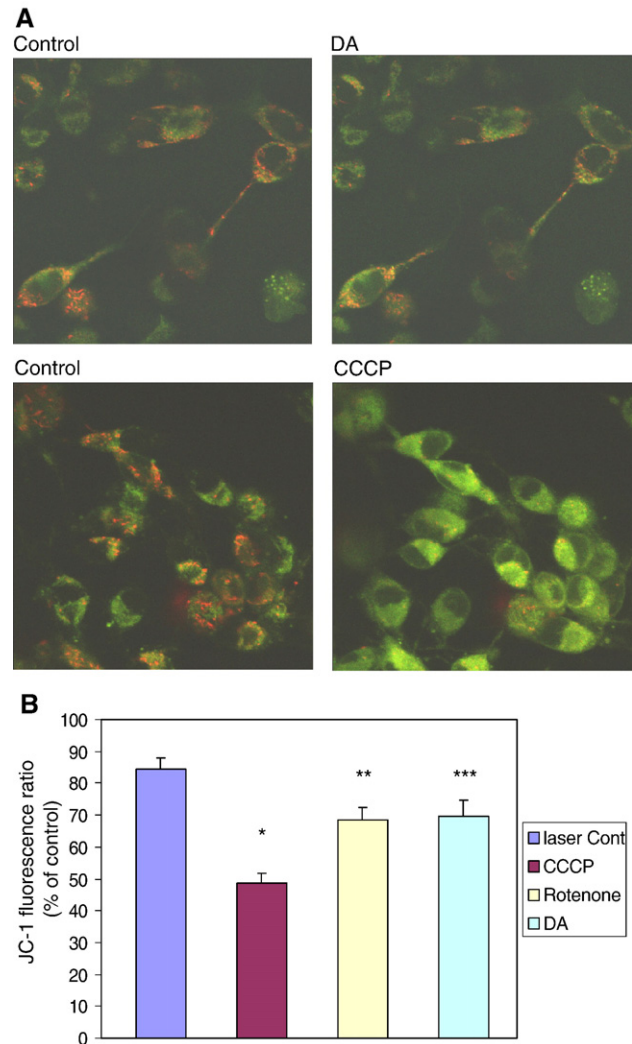 A
Control
DA
Control
CCCP
B
JC-1 fluorescence ratio
(% of control)
100
90
80
70
60
50
40
30
20
10
0
*
**
***
laser Cont
CCCP
Rotenone
DA